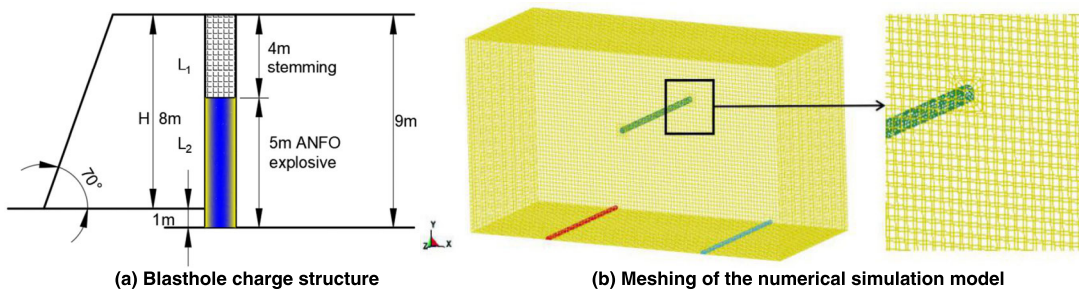 L1
H
8m
L2
70°
1m
4m
stemming
5m ANFO
explosive
9m
Y
Z
X
(a) Blasthole charge structure
(b) Meshing of the numerical simulation model